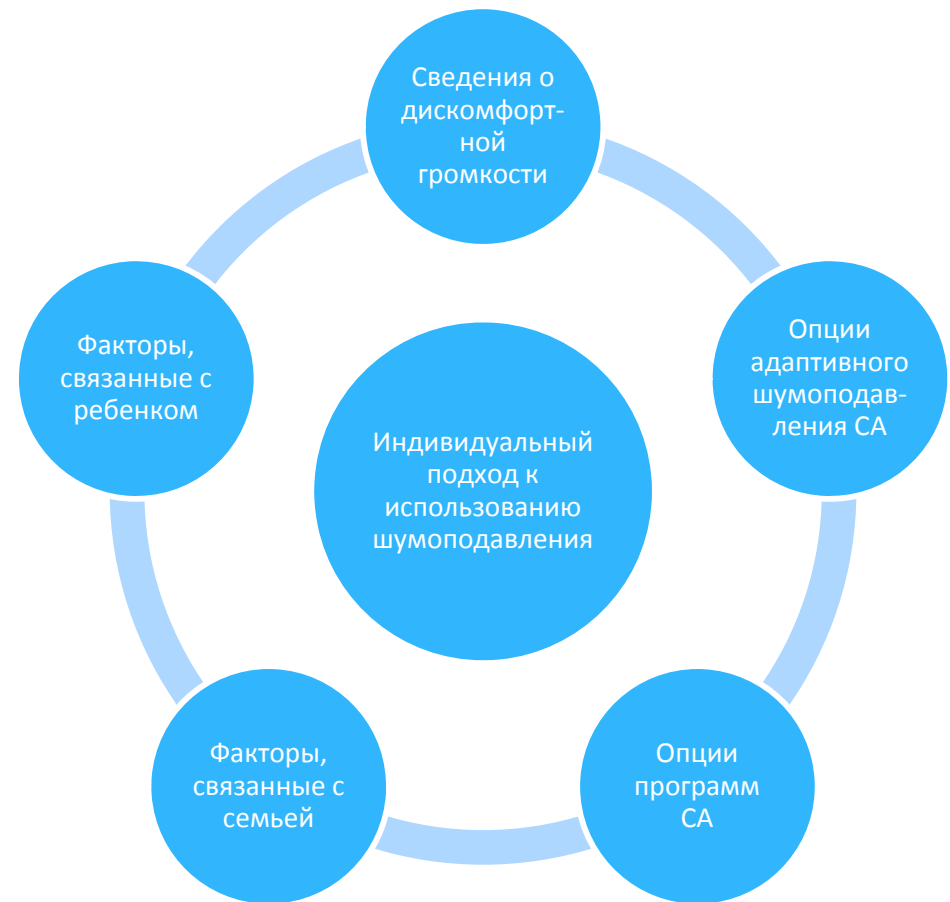 Сведения о
дискомфорт-
ной
громкости
Опции
адаптивного
шумоподав-
ления СА
Опции
программ
СА
Факторы,
связанные с
семьей
Факторы,
связанные с
ребенком
Индивидуальный
подход к
использованию
шумоподавления